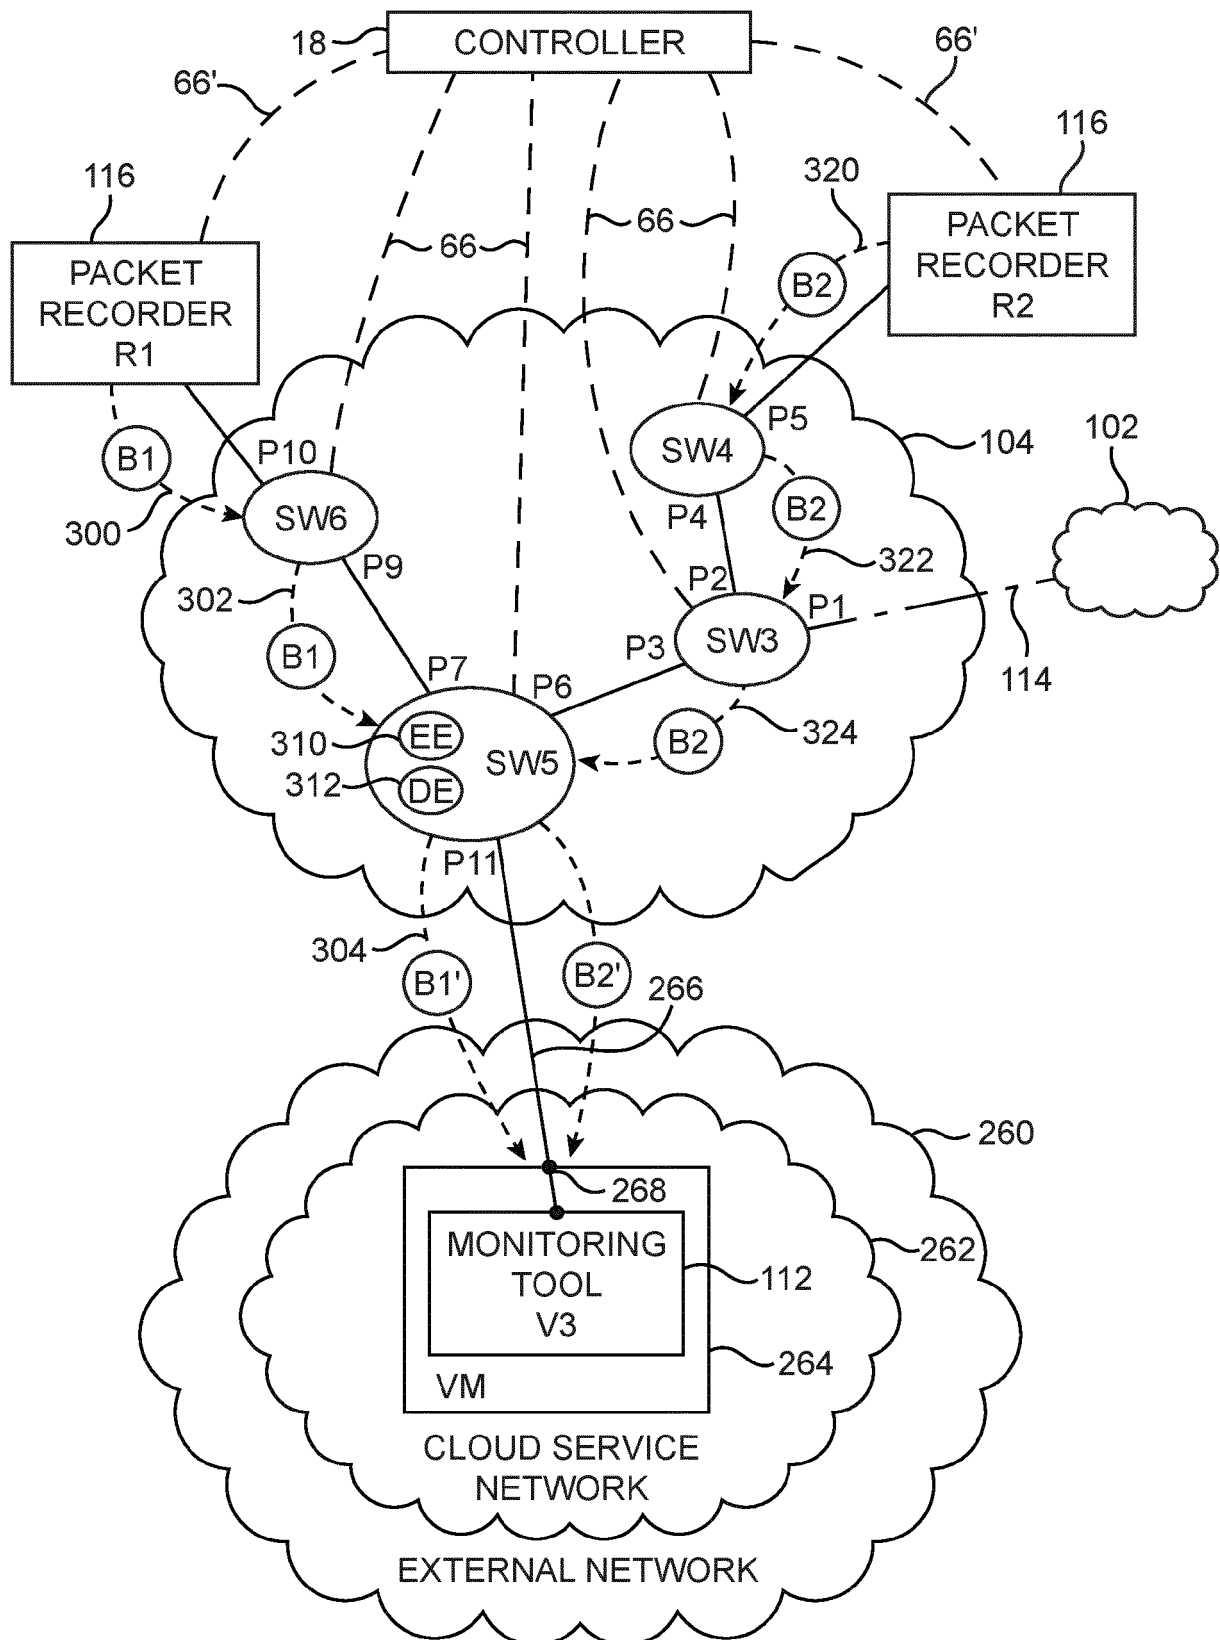 18
CONTROLLER
66'
66'
116
116
320
PACKET
RECORDER
R2
66
66
PACKET
RECORDER
R1
B2
P5
104
102
B1
P10
SW4
300
SW6
P4
B2
322
P9
P2
302
P1
SW3
B1
P3
114
P7
P6
310
EE
B2
324
SW5
312
DE
P11
304
B1'
B2'
266
260
268
MONITORING
TOOL
V3
262
112
264
VM
CLOUD SERVICE
NETWORK
EXTERNAL NETWORK